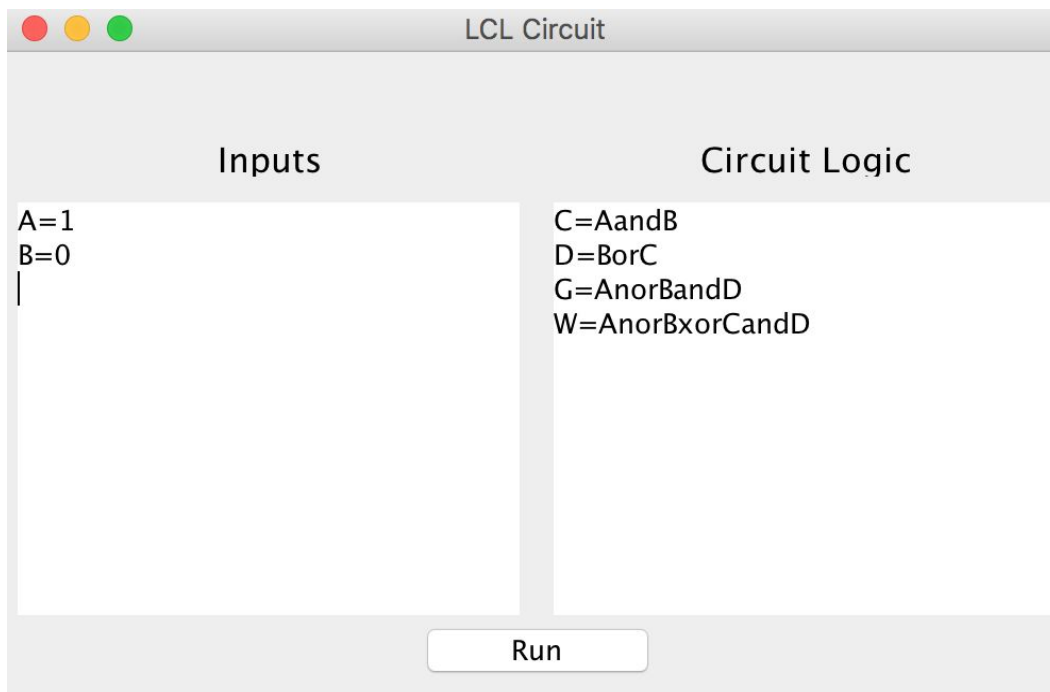 LCL Circuit
Inputs
A=1
B=0
Circuit Logic
C=AandB
D=BorC
G=AnorBandD
W=AnorBxorCandD
Run